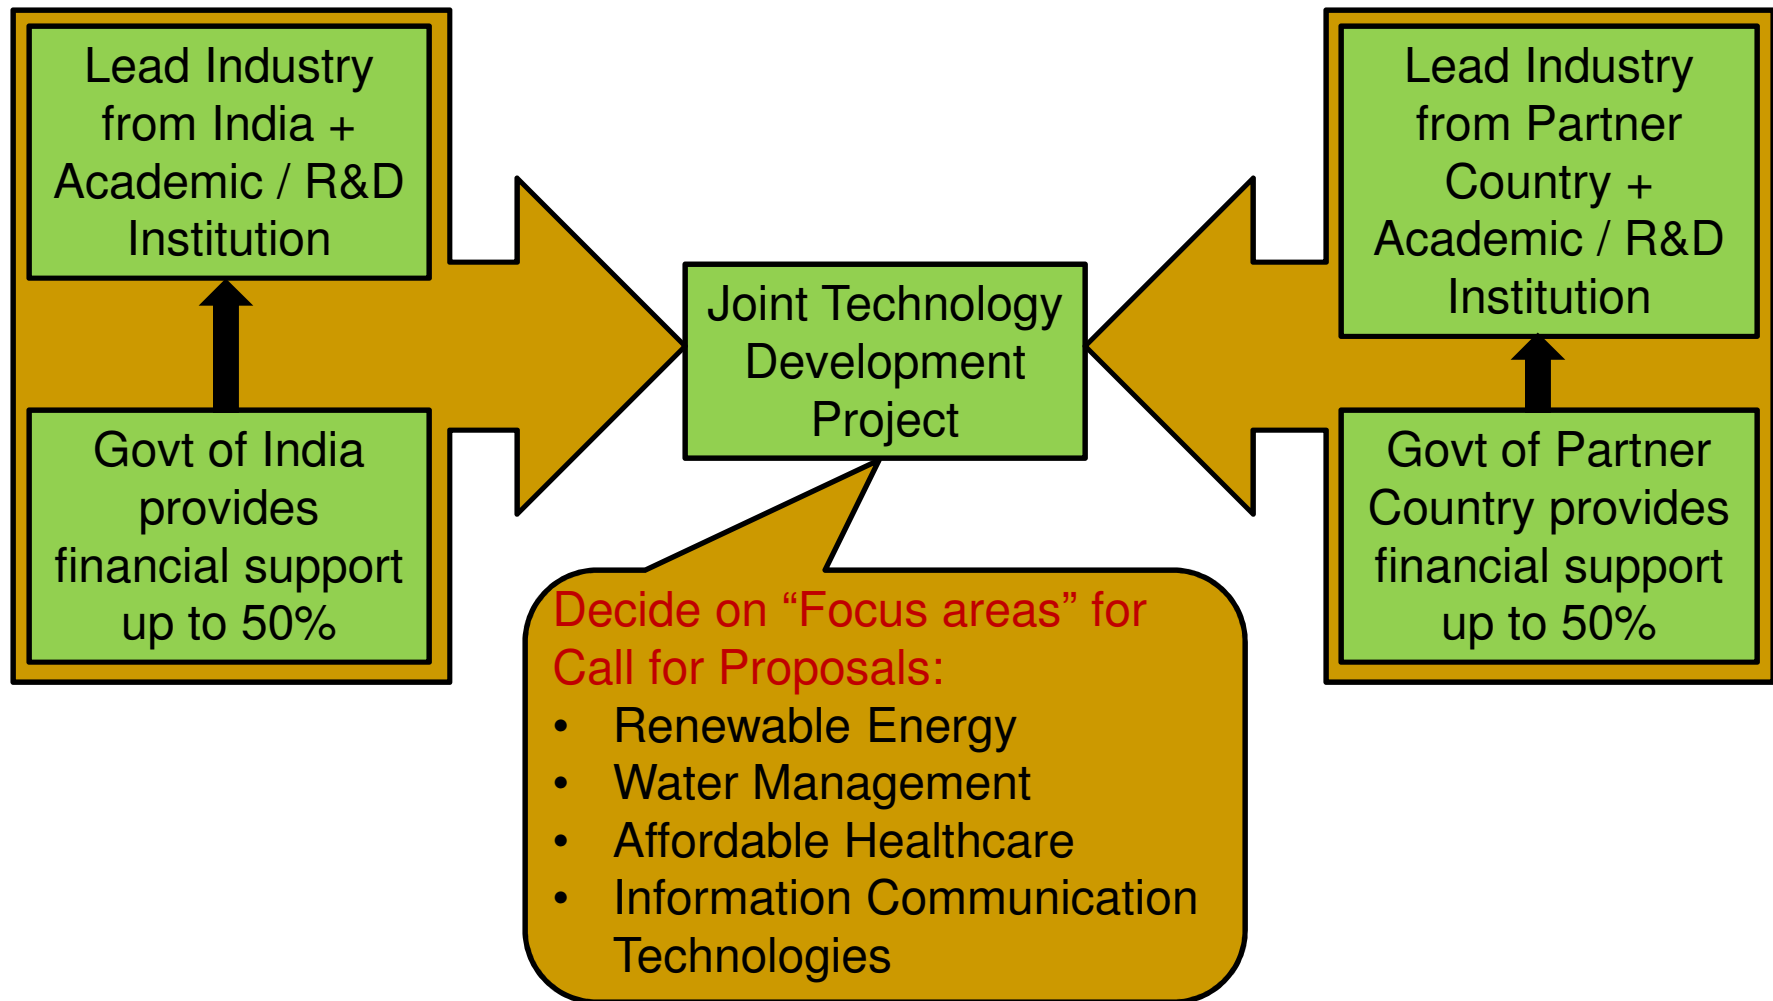 Lead Industry
from India +
Academic / R&D
Institution
Govt of India
provides
financial support
up to 50%
Joint Technology
Development
Project
Lead Industry
from Partner
Country +
Academic / R&D
Institution
Govt of Partner
Country provides
financial support
up to 50%
Decide on “Focus areas” for
Call for Proposals:
• Renewable Energy
• Water Management
• Affordable Healthcare
• Information Communication
Technologies